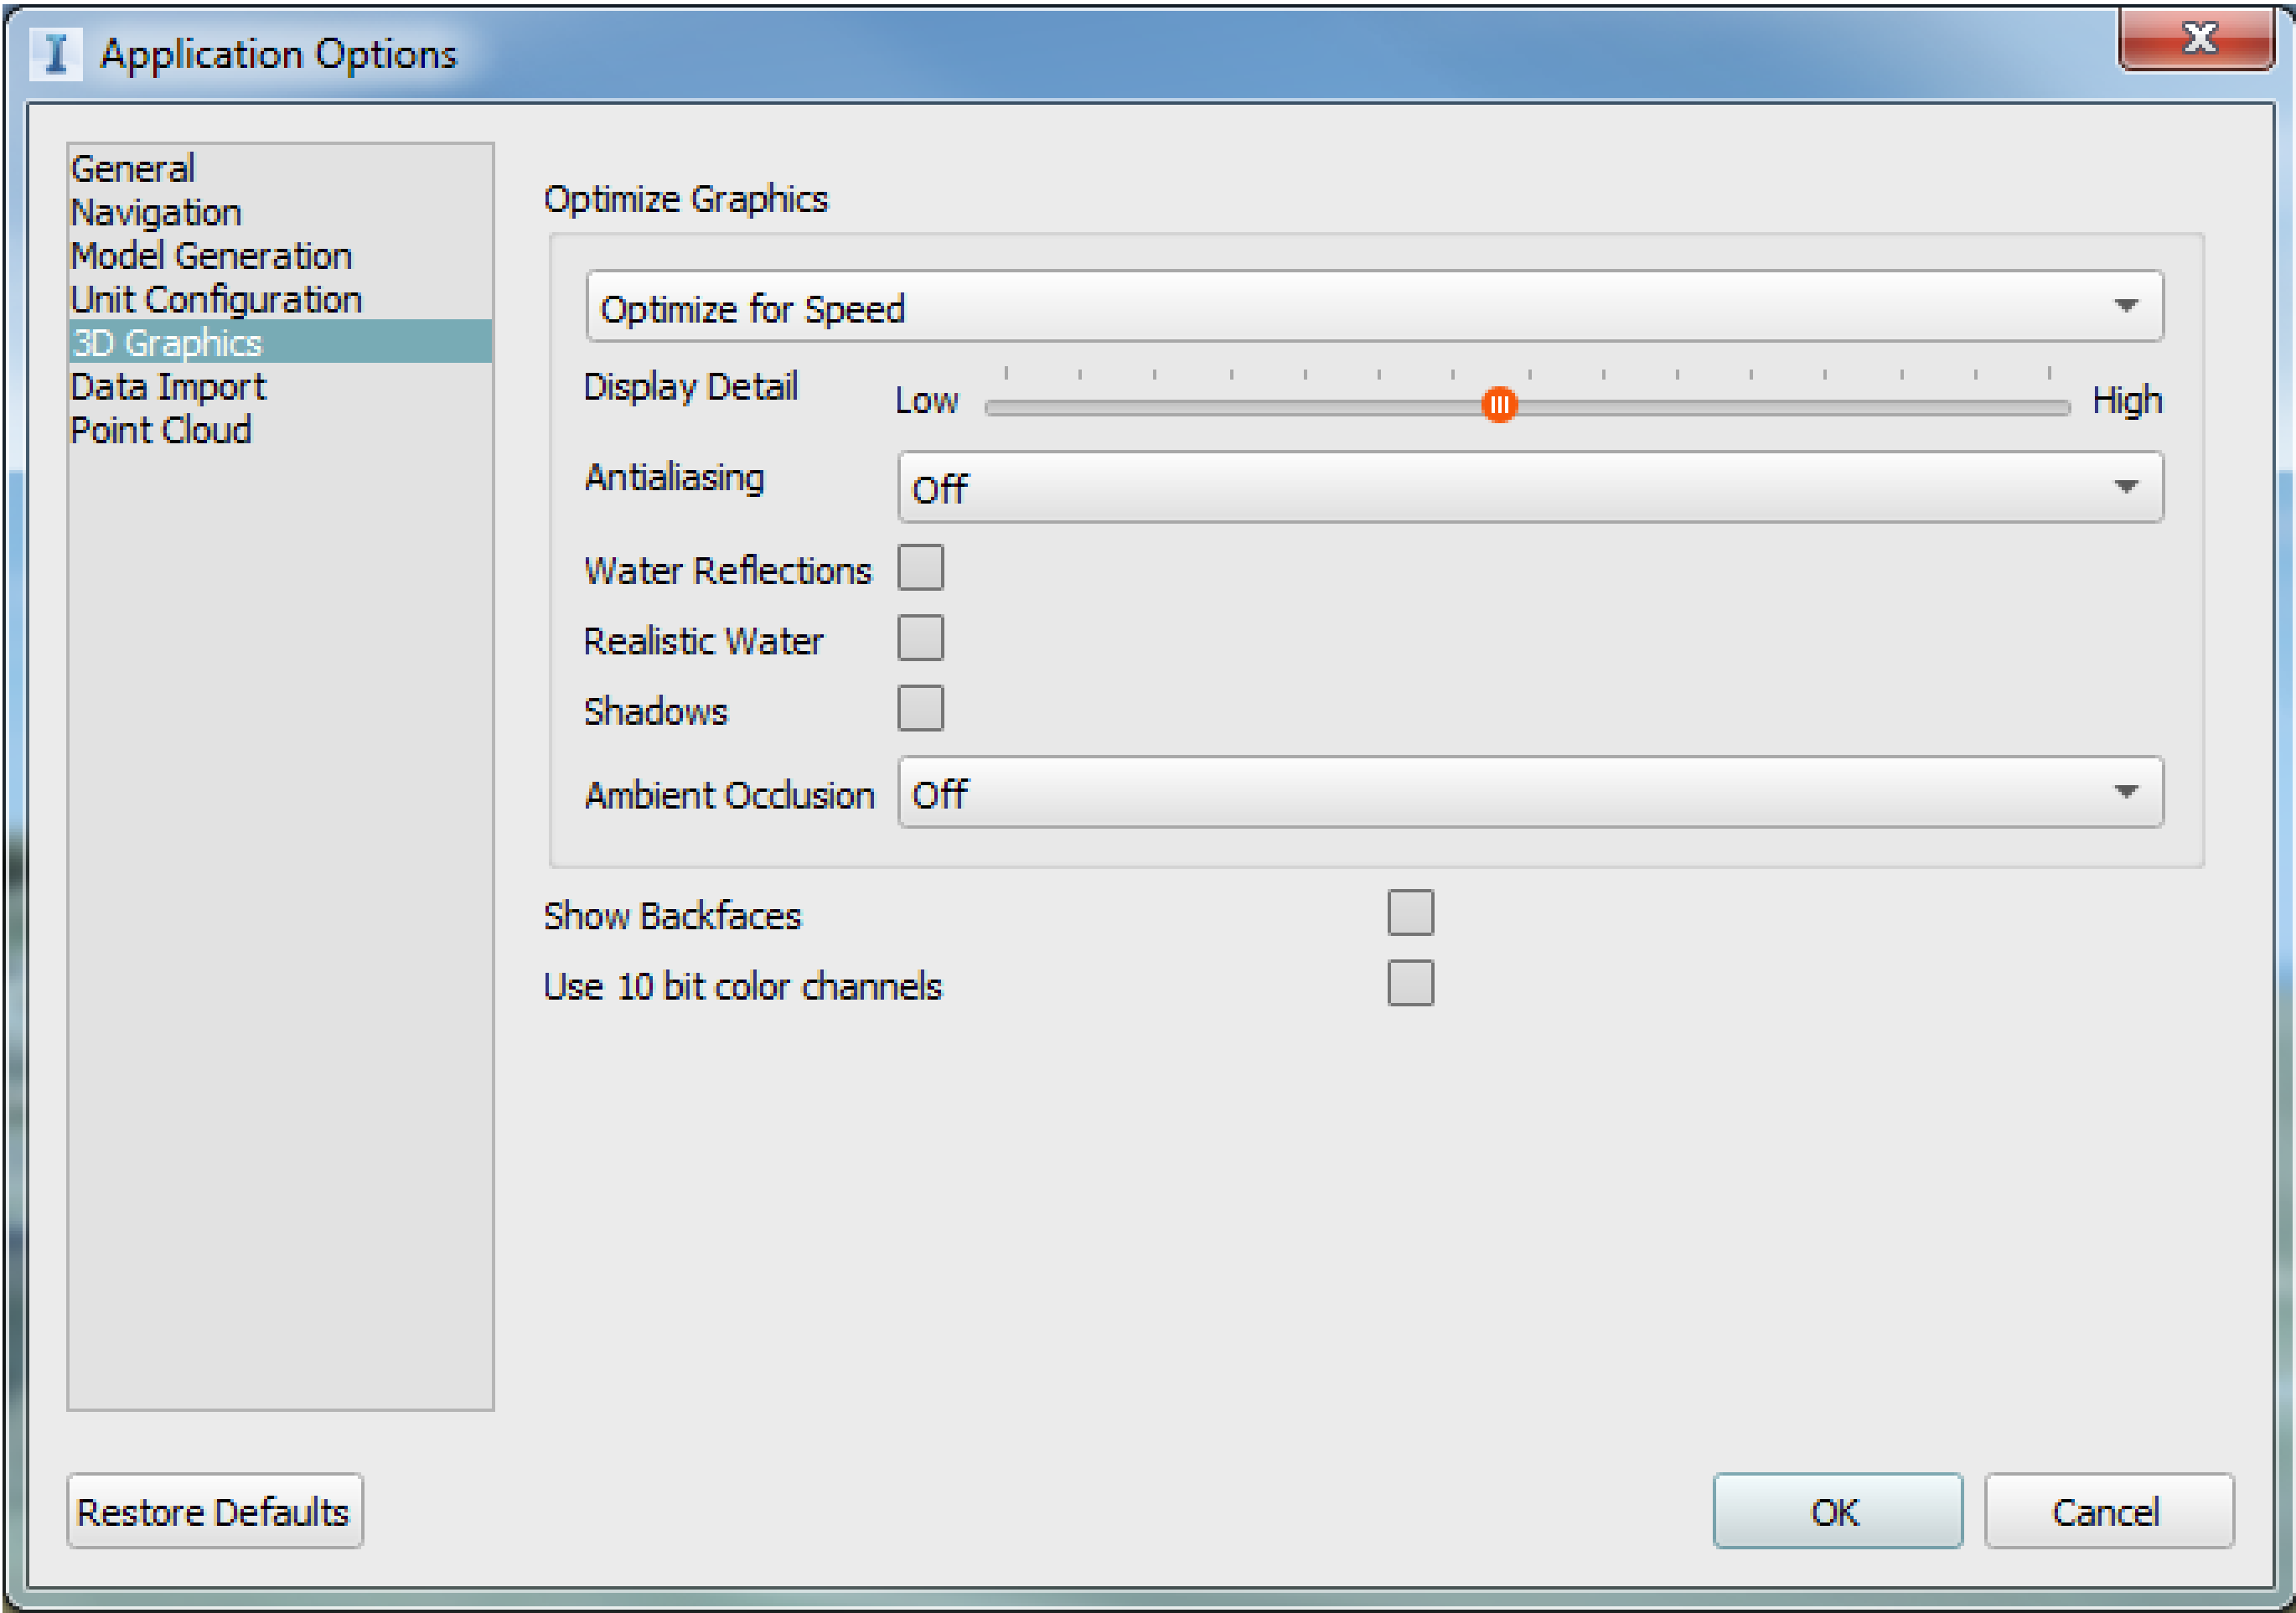 Application Options
General
Navigation
Model Generation
Unit Configuration
3D Graphics
Data Import
Point Cloud
Optimize Graphics
Optimize for Speed
Display Detail Low High
Antialiasing Off
Water Reflections
Realistic Water
Shadows
Ambient Occlusion Off
Show Backfaces
Use 10 bit color channels
Restore Defaults OK Cancel